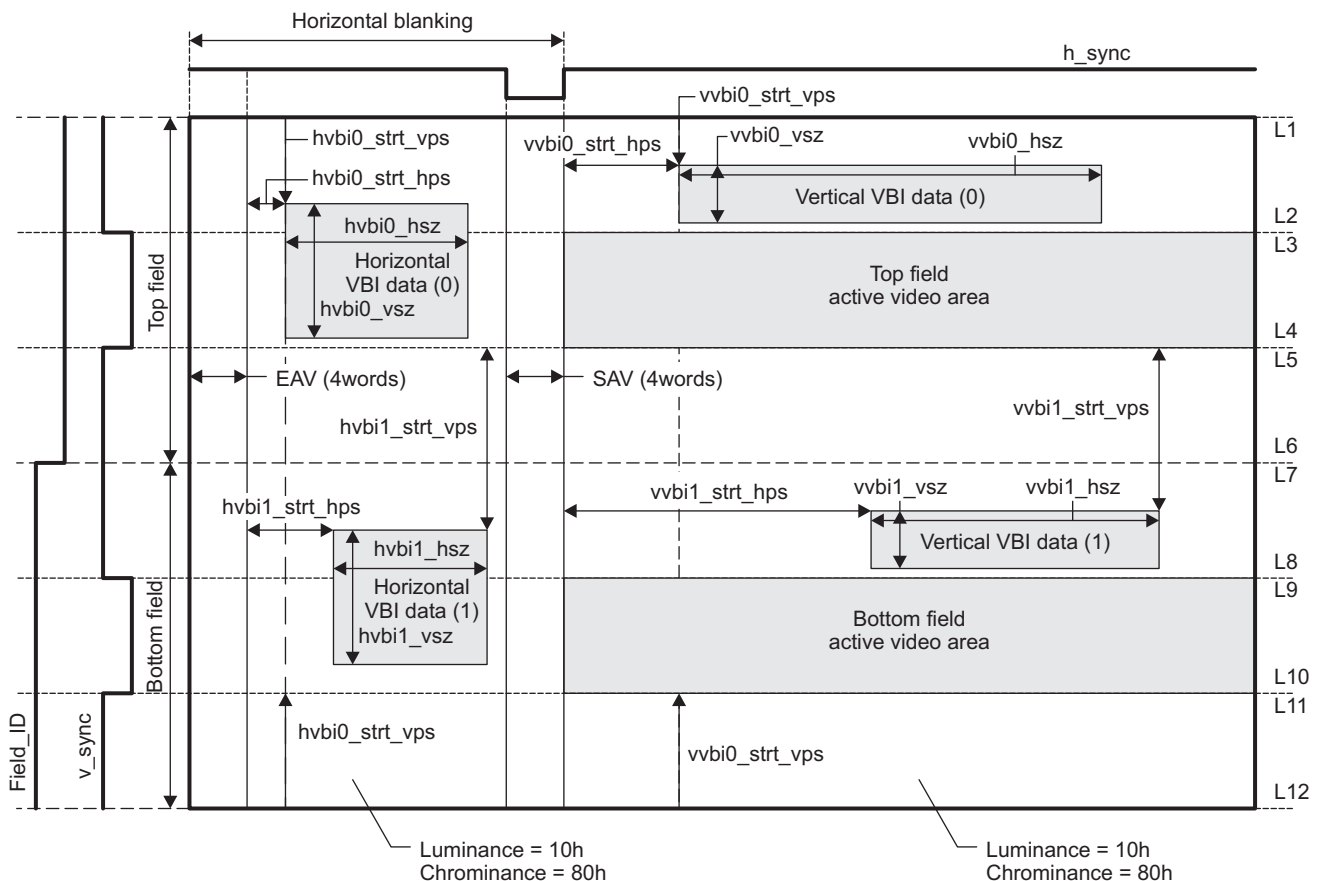 Horizontal blanking
h_sync
vvbi0_strt_vps
L1
hvbi0_strt_vps
vvbi0_strt_hps
vvbi0_vsz
vvbi0_hsz
hvbi0_strt_hps
Vertical VBI data (0)
L2
hvbi0_hsz
L3
Horizontal
VBI data (0)
hvbi0_vsz
Top field
active video area
Top field
L4
L5
EAV (4words)
SAV (4words)
hvbi1_strt_vps
vvbi1_strt_vps
L6
L7
hvbi1_strt_hps
vvbi1_strt_hps
vvbi1_vsz
vvbi1_hsz
hvbi1_hsz
Vertical VBI data (1)
L8
L9
Horizontal
VBI data (1)
hvbi1_vsz
Bottom field
active video area
Bottom field
L10
L11
Field_ID
v_sync
hvbi0_strt_vps
vvbi0_strt_vps
L12
Luminance = 10h
Chrominance = 80h
Luminance = 10h
Chrominance = 80h